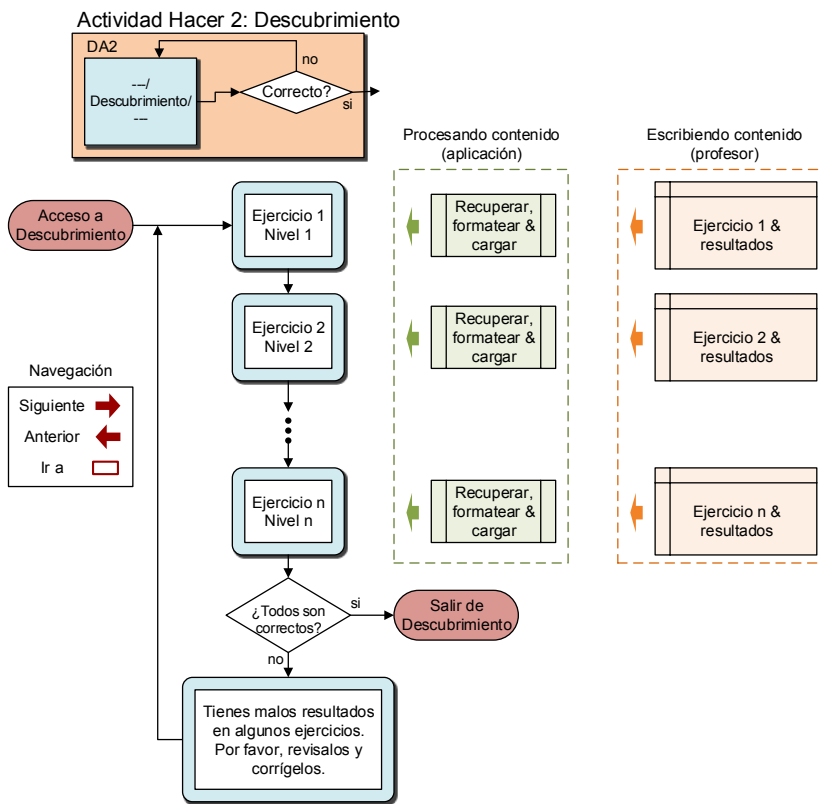 Actividad Hacer 2: Descubrimiento
DA2
---/
Descubrimiento/
---
no
Correcto?
si
Procesando contenido
(aplicación)
Escribiendo contenido
(profesor)
Acceso a
Descubrimiento
Ejercicio 1
Nivel 1
Recuperar,
formatear &
cargar
Ejercicio 1 &
resultados
Ejercicio 2
Nivel 2
Recuperar,
formatear &
cargar
Ejercicio 2 &
resultados
Navegación
Siguiente
Anterior
Ir a
Ejercicio n
Nivel n
Recuperar,
formatear &
cargar
Ejercicio n &
resultados
¿Todos son
correctos?
si
Salir de
Descubrimiento
no
Tienes malos resultados
en algunos ejercicios.
Por favor, revisalos y
corrígelos.